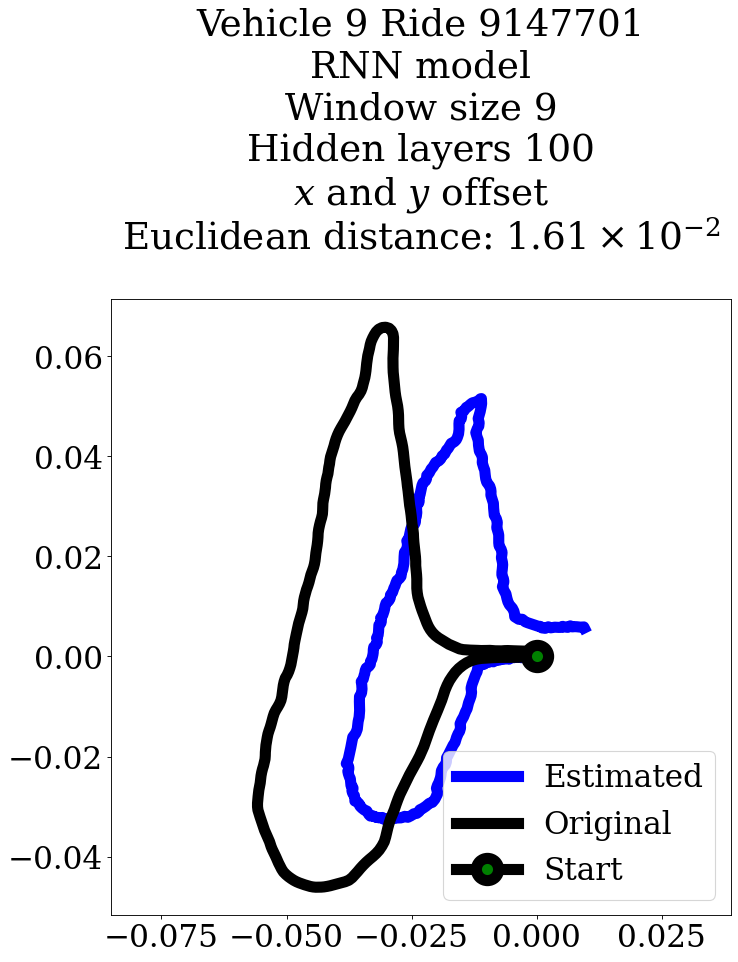 Vehicle 9 Ride 9147701
RNN model
Window size 9
Hidden layers 100
x and y offset
Euclidean distance: 1.61 × 10⁻²
0.06
0.04
0.02
0.00
−0.02
−0.04
Estimated
Original
Start
−0.075 −0.050 −0.025 0.000 0.025